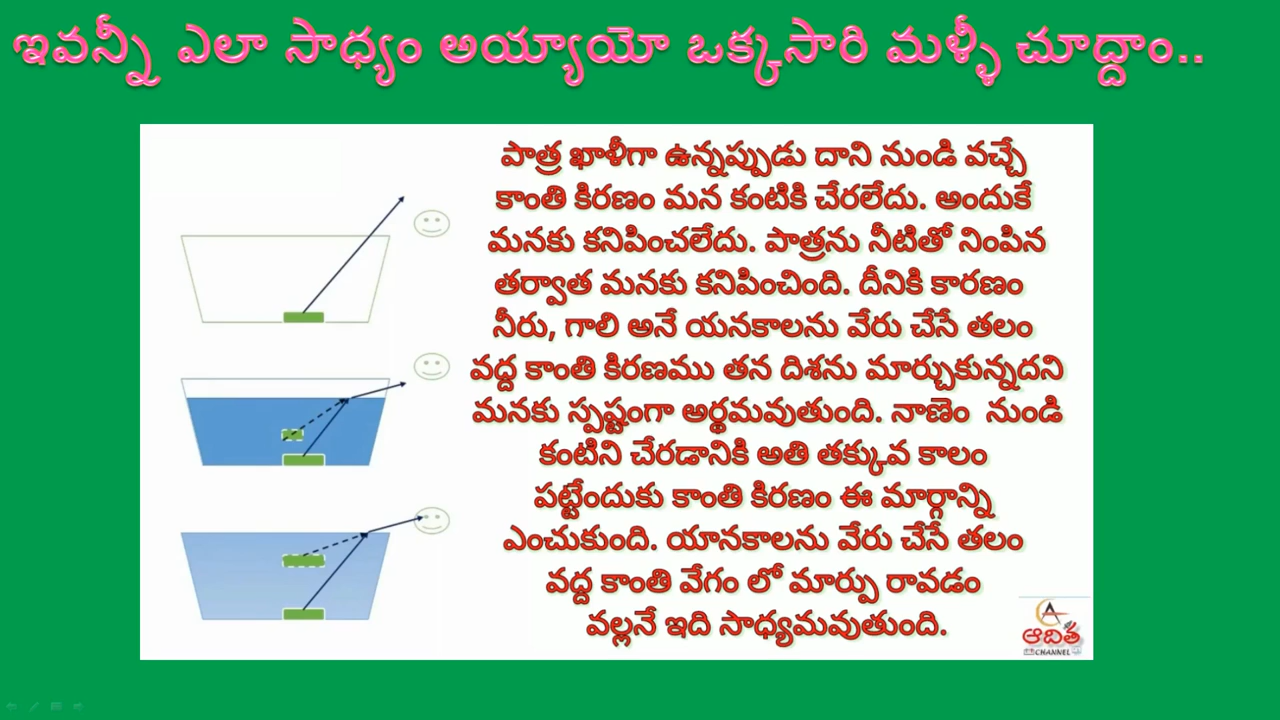 ఇవన్నీ ఎలా సాధ్యం అయ్యాయో ఒక్కసారి మళ్ళీ చూద్దాం..
పాత్ర ఖాళీగా ఉన్నప్పుడు దాని నుండి వచ్చే
కాంతి కిరణం మన కంటికి చేరలేదు. అందుకే
మనకు కనిపించలేదు. పాత్రను నీటితో నింపిన
తర్వాత మనకు కనిపించింది. దీనికి కారణం
నీరు, గాలి అనే యనకాలను వేరు చేసే తలం
వద్ద కాంతి కిరణము తన దిశను మార్చుకున్నదని
మనకు స్పష్టంగా అర్థమవుతుంది. నాణెం నుండి
కంటిని చేరడానికి అతి తక్కువ కాలం
పట్టేందుకు కాంతి కిరణం ఈ మార్గాన్ని
ఎంచుకుంది. యానకాలను వేరు చేసే తలం
వద్ద కాంతి వేగం లో మార్పు రావడం
వల్లనే ఇది సాధ్యమవుతుంది.
ఆదిత్య
CHANNEL